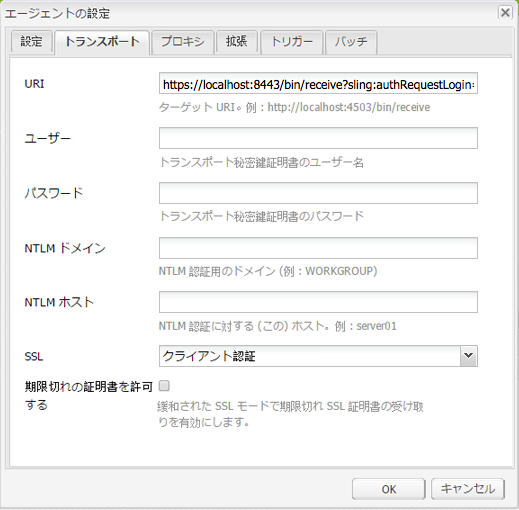 エージェントの設定
設定 トランスポート プロキシ 拡張 トリガー バッチ
URI https://localhost:8443/bin/receive?sling:authRequestLogin=
ターゲット URI。例：http://localhost:4503/bin/receive
ユーザー
トランスポート秘密鍵証明書のユーザー名
パスワード
トランスポート秘密鍵証明書のパスワード
NTLM ドメイン
NTLM 認証用のドメイン (例：WORKGROUP)
NTLM ホスト
NTLM 認証に対する (この) ホスト。例：server01
SSL クライアント認証
期限切れの証明書を許可
する
緩和された SSL モードで期限切れ SSL 証明書の受け取
りを有効にします。
OK キャンセル